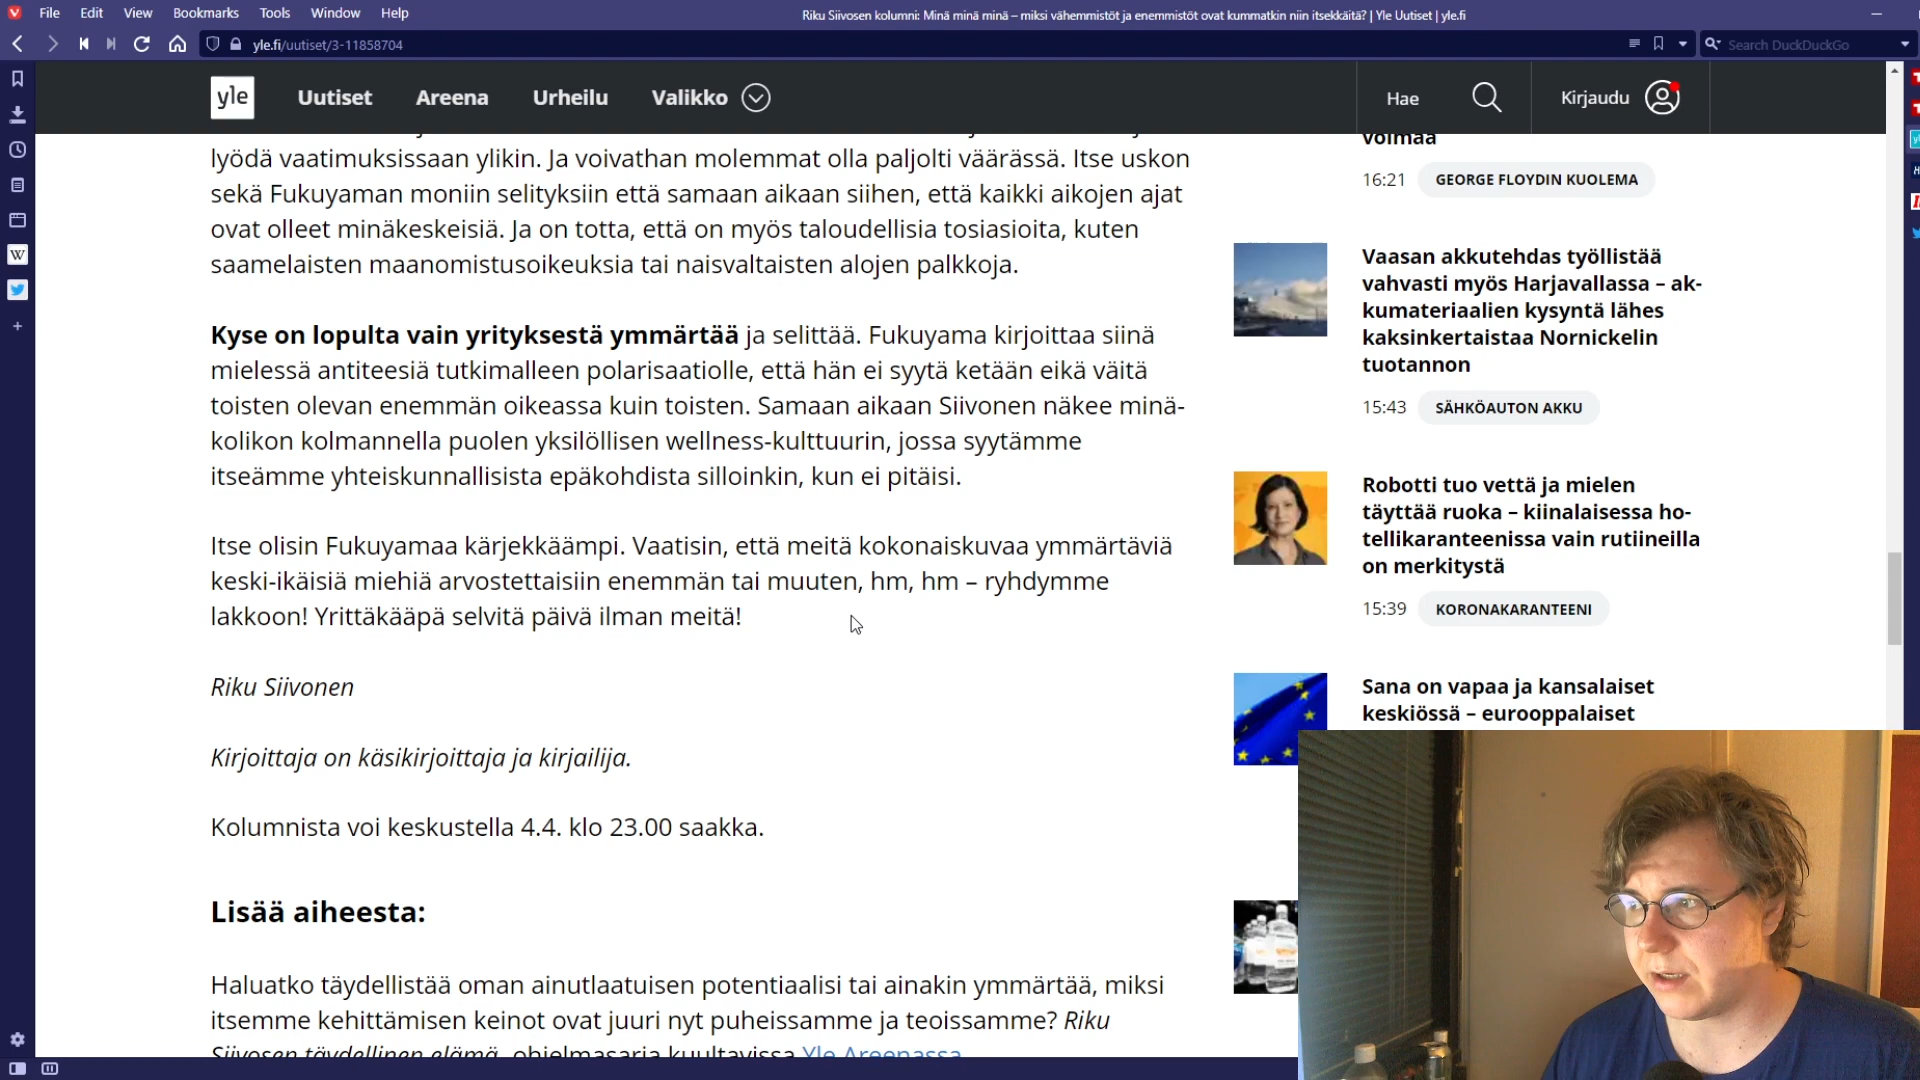 File Edit View Bookmarks Tools Window Help
Riku Siivosen kolumni: Minä minä minä – miksi vähemmistöt ja enemmistöt ovat kummatkin niin itsekkäitä? | Yle Uutiset | yle.fi
yle.fi/uutiset/3-11858704
Search DuckDuckGo
yle Uutiset Areena Urheilu Valikko Hae Kirjaudu
lyödä vaatimuksissaan ylikin. Ja voivathan molemmat olla paljolti väärässä. Itse uskon
sekä Fukuyaman moniin selityksiin että samaan aikaan siihen, että kaikki aikojen ajat
ovat olleet minäkeskeisiä. Ja on totta, että on myös taloudellisia tosiasioita, kuten
saamelaisten maanomistusoikeuksia tai naisvaltaisten alojen palkkoja.
Kyse on lopulta vain yrityksestä ymmärtää ja selittää. Fukuyama kirjoittaa siinä
mielessä antiteesiä tutkimalleen polarisaatiolle, että hän ei syytä ketään eikä väitä
toisten olevan enemmän oikeassa kuin toisten. Samaan aikaan Siivonen näkee minä-
kolikon kolmannella puolen yksilöllisen wellness-kulttuurin, jossa syytämme
itseämme yhteiskunnallisista epäkohdista silloinkin, kun ei pitäisi.
Itse olisin Fukuyamaa kärjekkäämpi. Vaatisin, että meitä kokonaiskuvaa ymmärtäviä
keski-ikäisiä miehiä arvostettaisiin enemmän tai muuten, hm, hm – ryhdymme
lakkoon! Yrittäkääpä selvitä päivä ilman meitä!
Riku Siivonen
Kirjoittaja on käsikirjoittaja ja kirjailija.
Kolumnista voi keskustella 4.4. klo 23.00 saakka.
Lisää aiheesta:
Haluatko täydellistää oman ainutlaatuisen potentiaalisi tai ainakin ymmärtää, miksi
itsemme kehittämisen keinot ovat juuri nyt puheissamme ja teoissamme? Riku
Siivosen täydellinen elämä -ohjelmasarja kuultavissa Yle Areenassa
voimaa
16:21 GEORGE FLOYDIN KUOLEMA
Vaasan akkutehdas työllistää
vahvasti myös Harjavallassa – ak-
kumateriaalien kysyntä lähes
kaksinkertaistaa Nornickelin
tuotannon
15:43 SÄHKÖAUTON AKKU
Robotti tuo vettä ja mielen
täyttää ruoka – kiinalaisessa ho-
tellikaranteenissa vain rutiineilla
on merkitystä
15:39 KORONAKARANTEENI
Sana on vapaa ja kansalaiset
keskiössä – eurooppalaiset